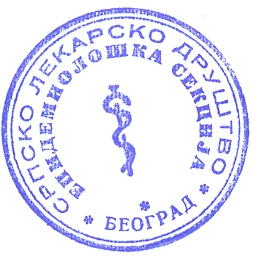 СРПСКО ЛЕКАРСКО ДРУШТВО
ЕПИДЕМИОЛОШКА СЕКЦИЈА
* БЕОГРАД *